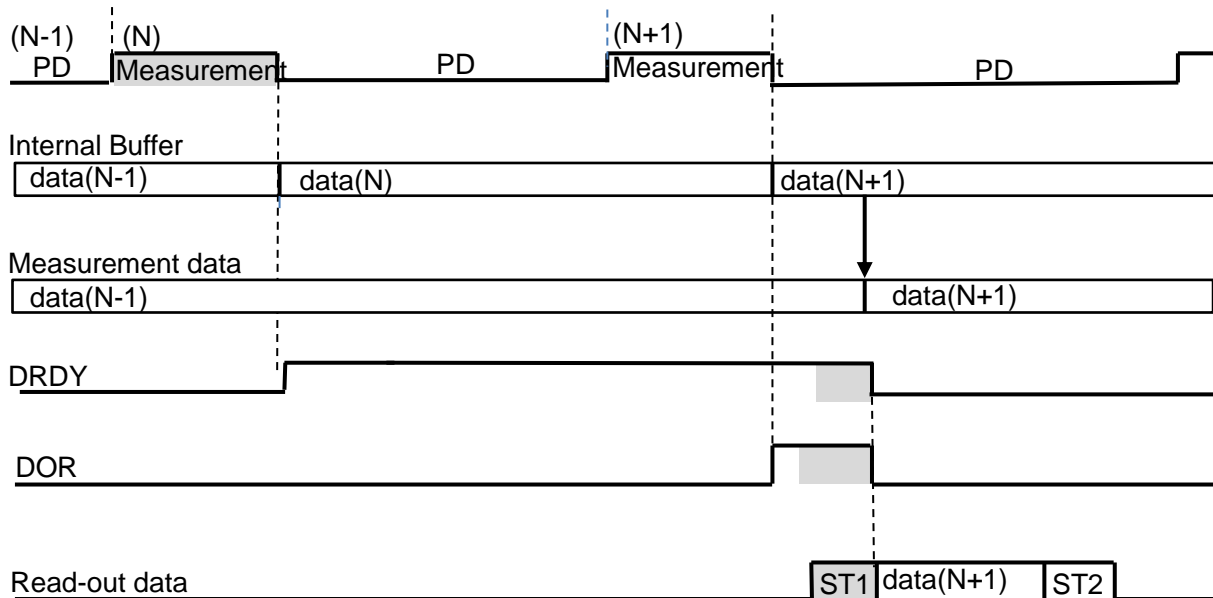 (N-1) (N) (N+1)
PD Measurement PD Measurement PD
Internal Buffer
data(N-1) data(N) data(N+1)
Measurement data
data(N-1) data(N+1)
DRDY
DOR
Read-out data ST1 data(N+1) ST2